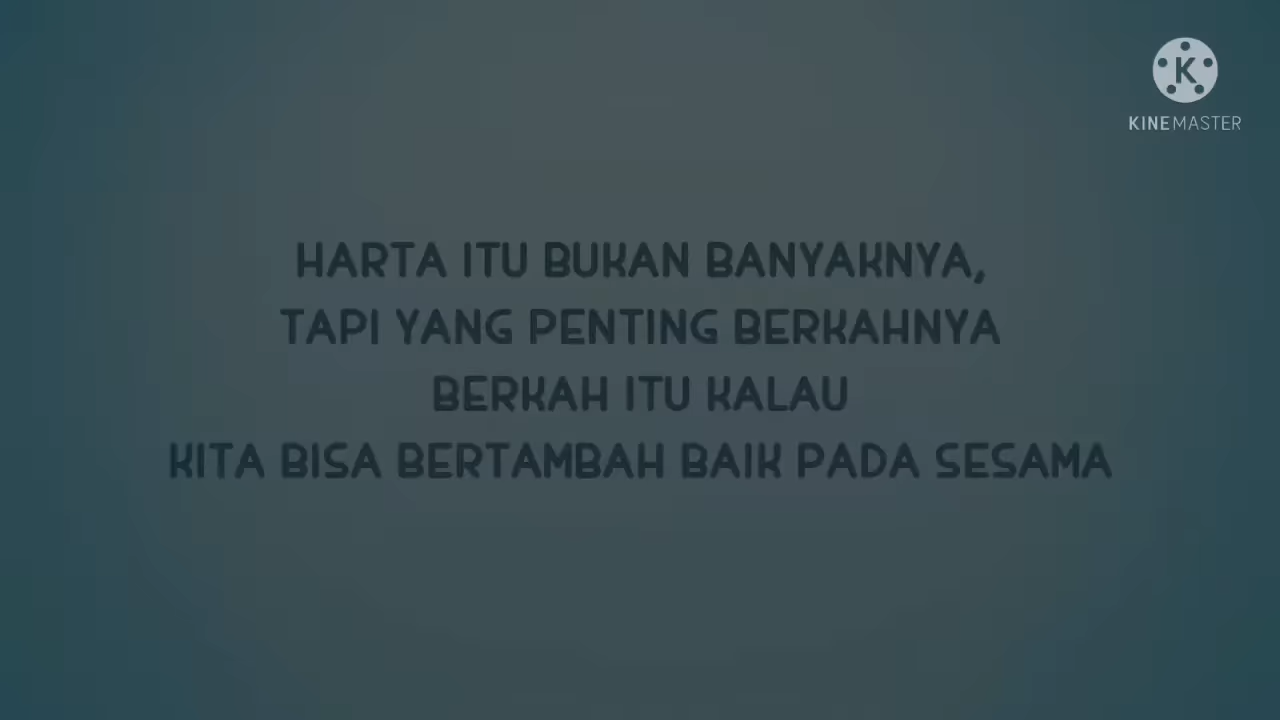 K
KINEMASTER
HARTA ITU BUKAN BANYAKNYA,
TAPI YANG PENTING BERKAHNYA
BERKAH ITU KALAU
KITA BISA BERTAMBAH BAIK PADA SESAMA